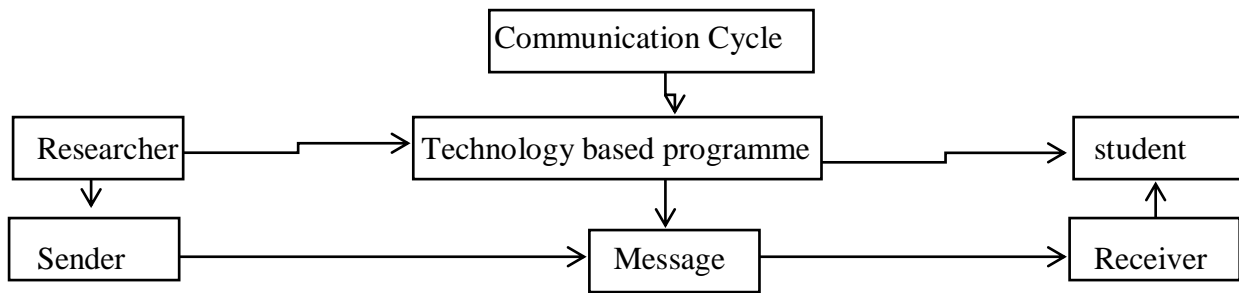 Communication Cycle
Researcher
Technology based programme
student
Sender
Message
Receiver